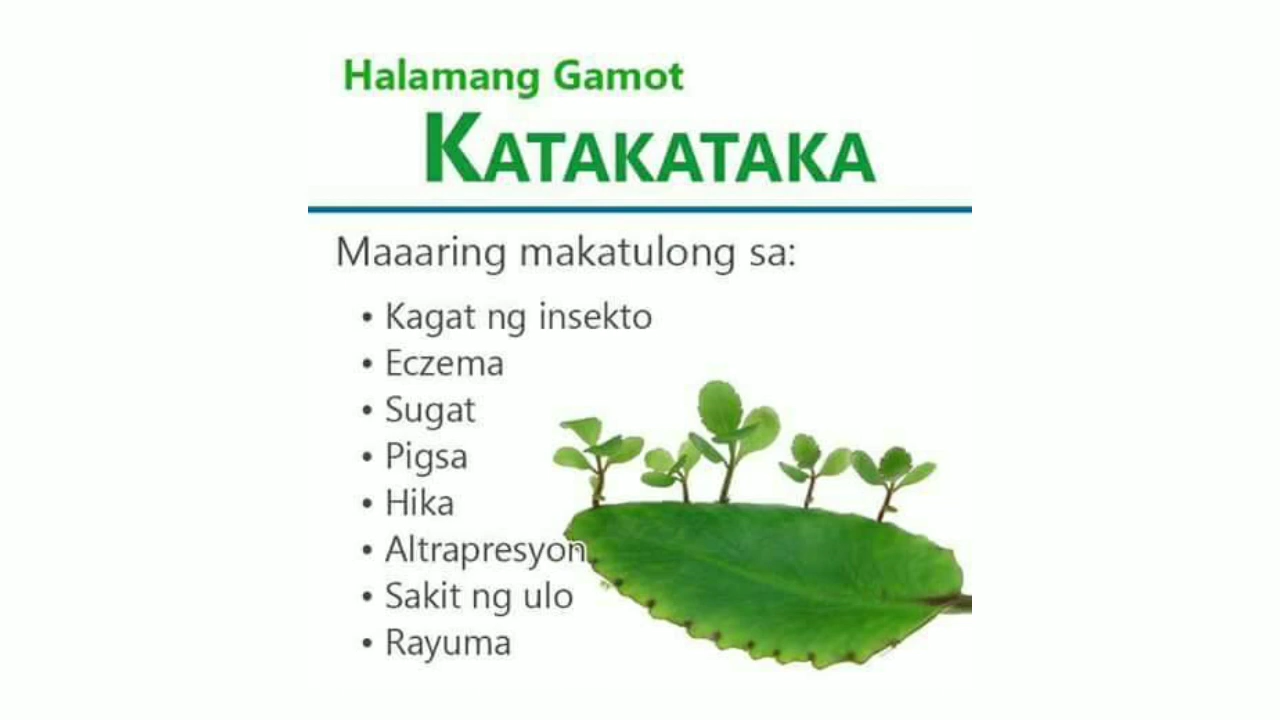 Halamang Gamot
KATAKATAKA
Maaaring makatulong sa:
• Kagat ng insekto
• Eczema
• Sugat
• Pigsa
• Hika
• Altrapresyon
• Sakit ng ulo
• Rayuma